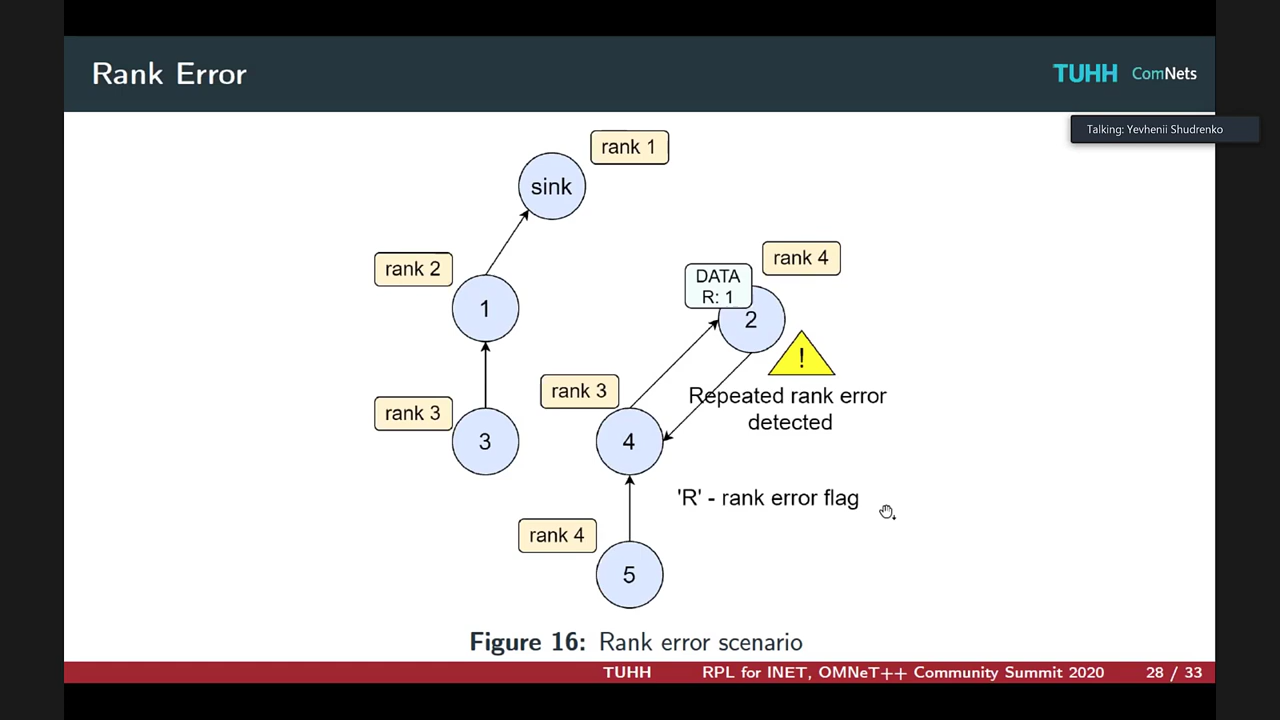 Rank Error
TUHH ComNets
Talking: Yevhenii Shudrenko
rank 1
sink
rank 4
DATA
R: 1
2
rank 2
1
!
Repeated rank error
detected
rank 3
4
rank 3
3
'R' - rank error flag
rank 4
5
Figure 16: Rank error scenario
TUHH RPL for INET, OMNeT++ Community Summit 2020 28 / 33